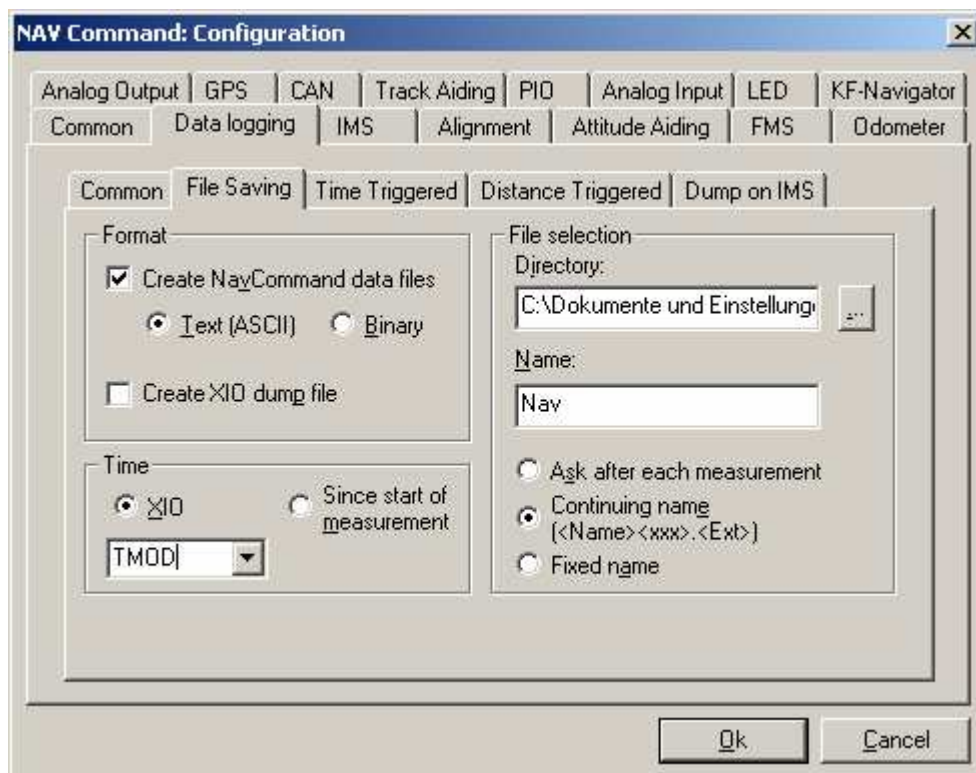 NAV Command: Configuration
Analog Output GPS CAN Track Aiding PIO Analog Input LED KF-Navigator
Common Data logging IMS Alignment Attitude Aiding FMS Odometer
Common File Saving Time Triggered Distance Triggered Dump on IMS
Format
Create NavCommand data files
Text (ASCII) Binary
Create XIO dump file
Time
XIO
Since start of
measurement
TMOD
File selection
Directory:
C:\Dokumente und Einstellung
...
Name:
Nav
Ask after each measurement
Continuing name
(<Name><xxx>.<Ext>)
Fixed name
Ok Cancel